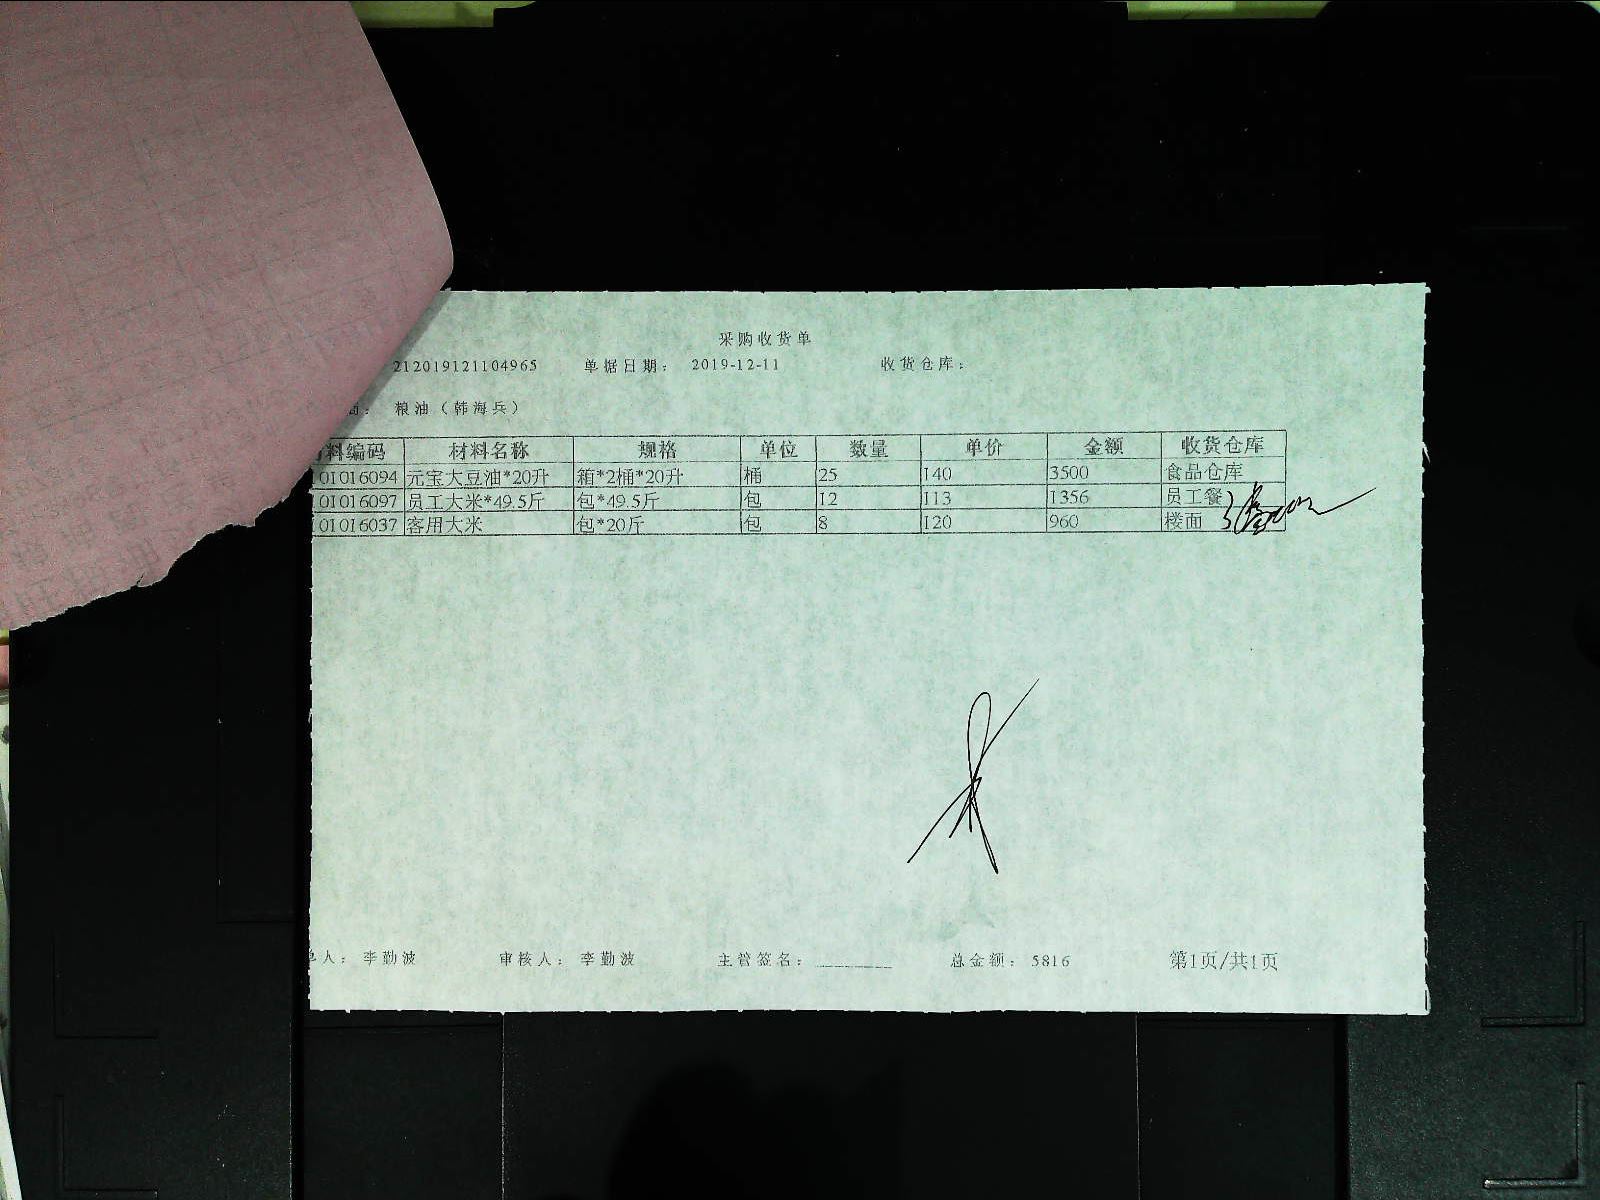 采购收货单
212019121104965 单据日期： 2019-12-11 收货仓库：
粮油（韩海兵）
料编码 材料名称 规格 单位 数量 单价 金额 收货仓库
01016094 元宝大豆油*20升 箱*2桶*20升 桶 25 140 3500 食品仓库
01016097 员工大米*49.5斤 包*49.5斤 包 12 113 1356 员工餐
01016037 客用大米 包*20斤 包 8 120 960 楼面
人： 李勤波 审核人： 李勤波 主管签名：________ 总金额： 5816 第1页/共1页